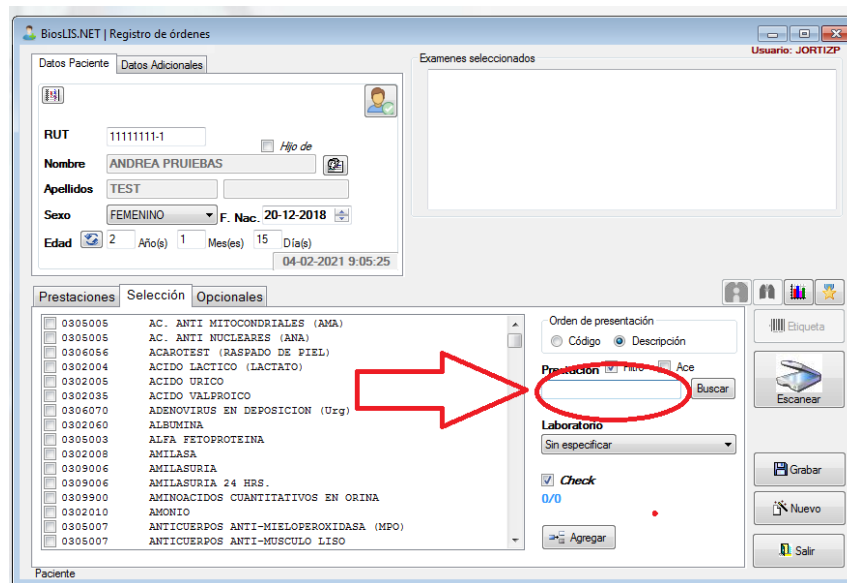 BiosLIS.NET | Registro de órdenes
Usuario: JORTIZP
Datos Paciente
Datos Adicionales
Examenes seleccionados
RUT 11111111-1
Hijo de
Nombre ANDREA PRUIEBAS
Apellidos TEST
Sexo FEMENINO F. Nac. 20-12-2018
Edad 2 Año(s) 1 Mes(es) 15 Día(s)
04-02-2021 9:05:25
Prestaciones Selección Opcionales
0305005 AC. ANTI MITOCONDRIALES (AMA)
0305005 AC. ANTI NUCLEARES (ANA)
0306056 ACAROTEST (RASPADO DE PIEL)
0302004 ACIDO LACTICO (LACTATO)
0302005 ACIDO URICO
0302035 ACIDO VALPROICO
0306070 ADENOVIRUS EN DEPOSICION (Urg)
0302060 ALBUMINA
0305003 ALFA FETOPROTEINA
0302008 AMILASA
0309006 AMILASURIA
0309006 AMILASURIA 24 HRS.
0309900 AMINOACIDOS CUANTITATIVOS EN ORINA
0302010 AMONIO
0305007 ANTICUERPOS ANTI-MIELOPEROXIDASA (MPO)
0305007 ANTICUERPOS ANTI-MUSCULO LISO
Orden de presentación
Código Descripción
Prestación Filtro Ace
Buscar
Laboratorio
Sin especificar
Check
0/0
Agregar
Etiqueta
Escanear
Grabar
Nuevo
Salir
Paciente